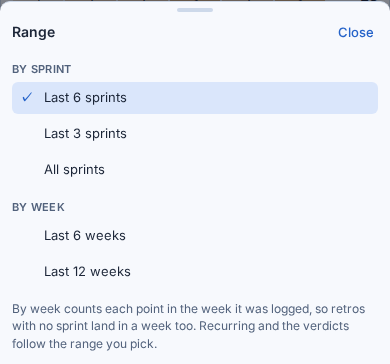 Range
Close
BY SPRINT
✓ Last 6 sprints
Last 3 sprints
All sprints
BY WEEK
Last 6 weeks
Last 12 weeks
By week counts each point in the week it was logged, so retros
with no sprint land in a week too. Recurring and the verdicts
follow the range you pick.